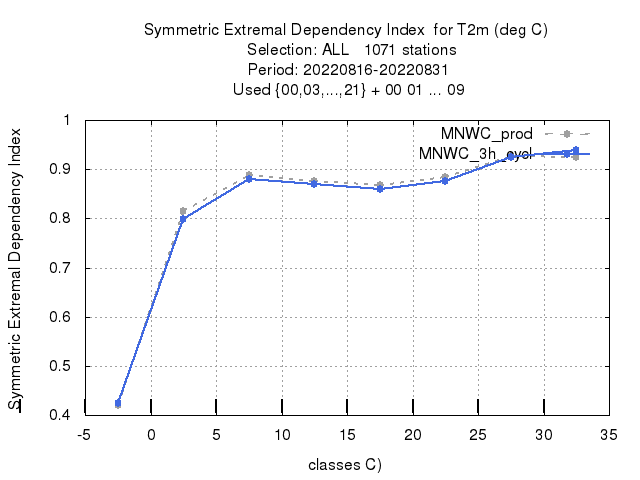 Symmetric Extremal Dependency Index for T2m (deg C)
Selection: ALL 1071 stations
Period: 20220816-20220831
Used {00,03,...,21} + 00 01 ... 09
Symmetric Extremal Dependency Index
1
0.9
0.8
0.7
0.6
0.5
0.4
MNWC_prod
MNWC_3h_cycl
-5 0 5 10 15 20 25 30 35
classes C)